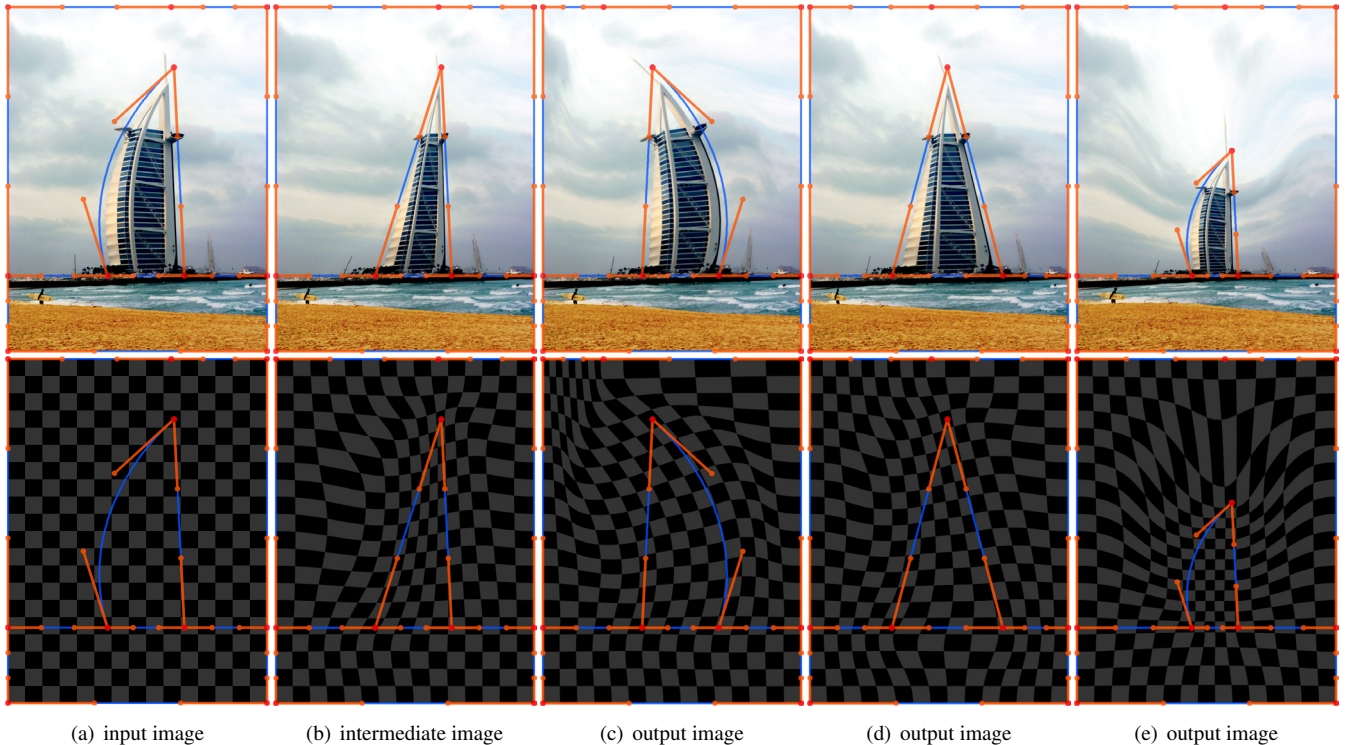 (a) input image
(b) intermediate image
(c) output image
(d) output image
(e) output image